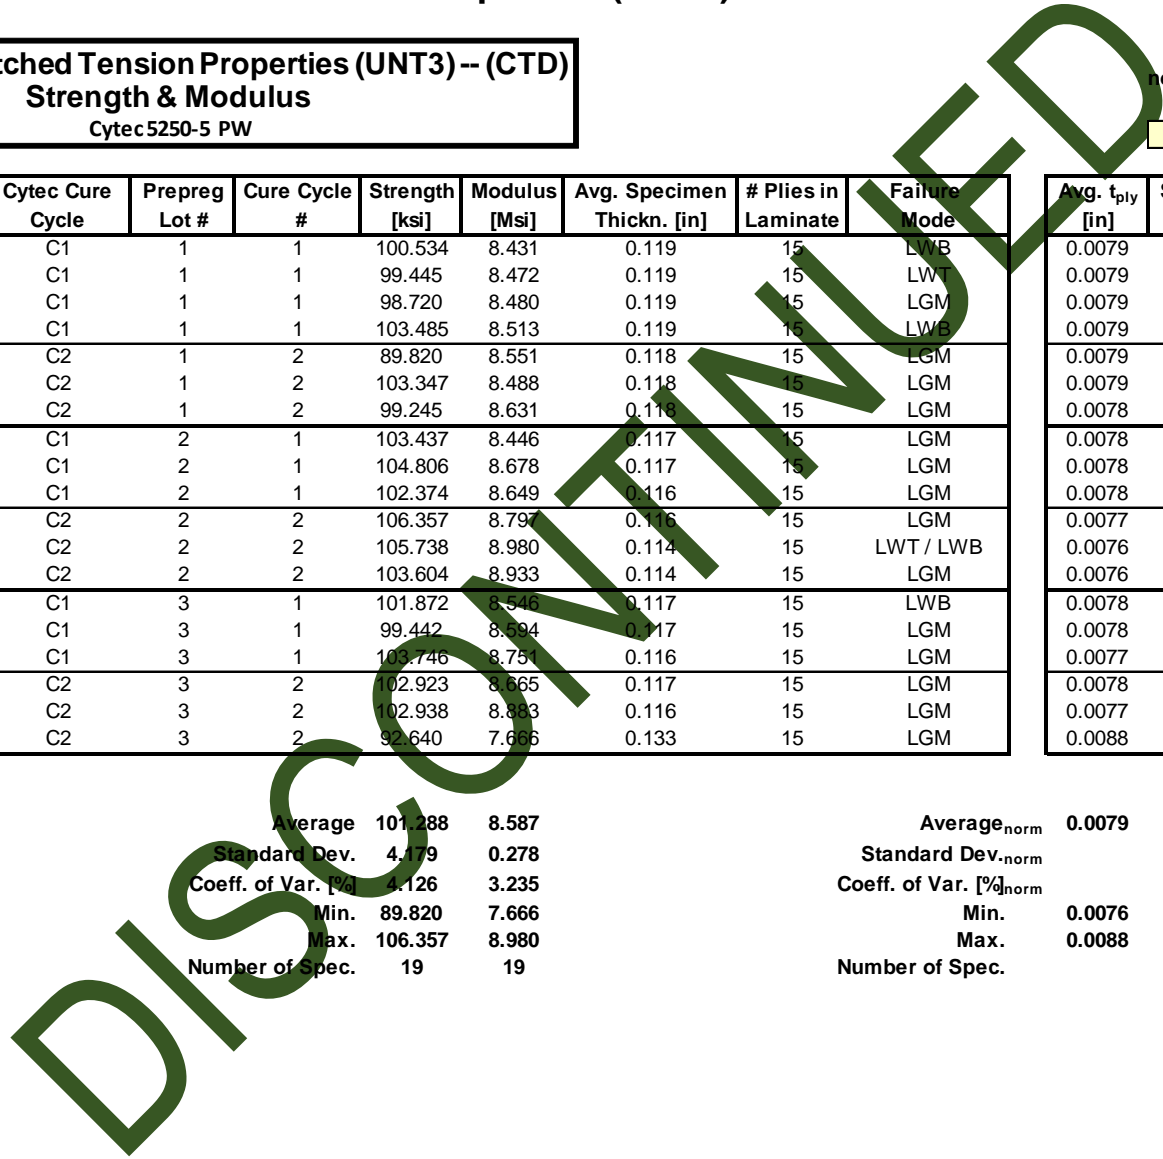 tched Tension Properties (UNT3) -- (CTD)
Strength & Modulus
Cytec 5250-5 PW
Cytec Cure Cycle Prepreg Lot # Cure Cycle # Strength [ksi] Modulus [Msi] Avg. Specimen Thickn. [in] # Plies in Laminate Failure Mode Avg. tply [in]
C1 1 1 100.534 8.431 0.119 15 LWB 0.0079
C1 1 1 99.445 8.472 0.119 15 LWT 0.0079
C1 1 1 98.720 8.480 0.119 15 LGM 0.0079
C1 1 1 103.485 8.513 0.119 15 LWB 0.0079
C2 1 2 89.820 8.551 0.118 15 LGM 0.0079
C2 1 2 103.347 8.488 0.118 15 LGM 0.0079
C2 1 2 99.245 8.631 0.118 15 LGM 0.0078
C1 2 1 103.437 8.446 0.117 15 LGM 0.0078
C1 2 1 104.806 8.678 0.117 15 LGM 0.0078
C1 2 1 102.374 8.649 0.116 15 LGM 0.0078
C2 2 2 106.357 8.797 0.116 15 LGM 0.0077
C2 2 2 105.738 8.980 0.114 15 LWT / LWB 0.0076
C2 2 2 103.604 8.933 0.114 15 LGM 0.0076
C1 3 1 101.872 8.546 0.117 15 LWB 0.0078
C1 3 1 99.442 8.594 0.117 15 LGM 0.0078
C1 3 1 103.746 8.751 0.116 15 LGM 0.0077
C2 3 2 102.923 8.665 0.117 15 LGM 0.0078
C2 3 2 102.938 8.883 0.116 15 LGM 0.0077
C2 3 2 92.640 7.666 0.133 15 LGM 0.0088
Average 101.288 8.587 Averagenorm 0.0079
Standard Dev. 4.179 0.278 Standard Dev.norm
Coeff. of Var. [%] 4.126 3.235 Coeff. of Var. [%]norm
Min. 89.820 7.666 Min. 0.0076
Max. 106.357 8.980 Max. 0.0088
Number of Spec. 19 19 Number of Spec.
DISCONTINUED